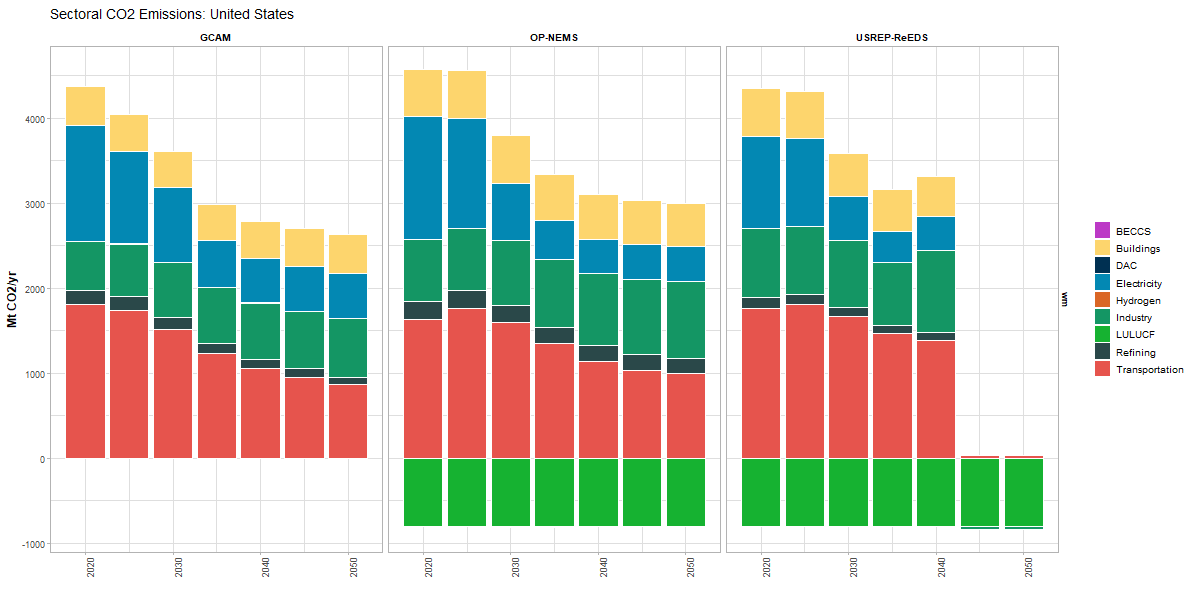 Sectoral CO2 Emissions: United States
GCAM
OP-NEMS
USREP-ReEDS
Mt CO2/yr
4000
3000
2000
1000
0
-1000
2020
2030
2040
2050
2020
2030
2040
2050
2020
2030
2040
2050
wm
BECCS
Buildings
DAC
Electricity
Hydrogen
Industry
LULUCF
Refining
Transportation